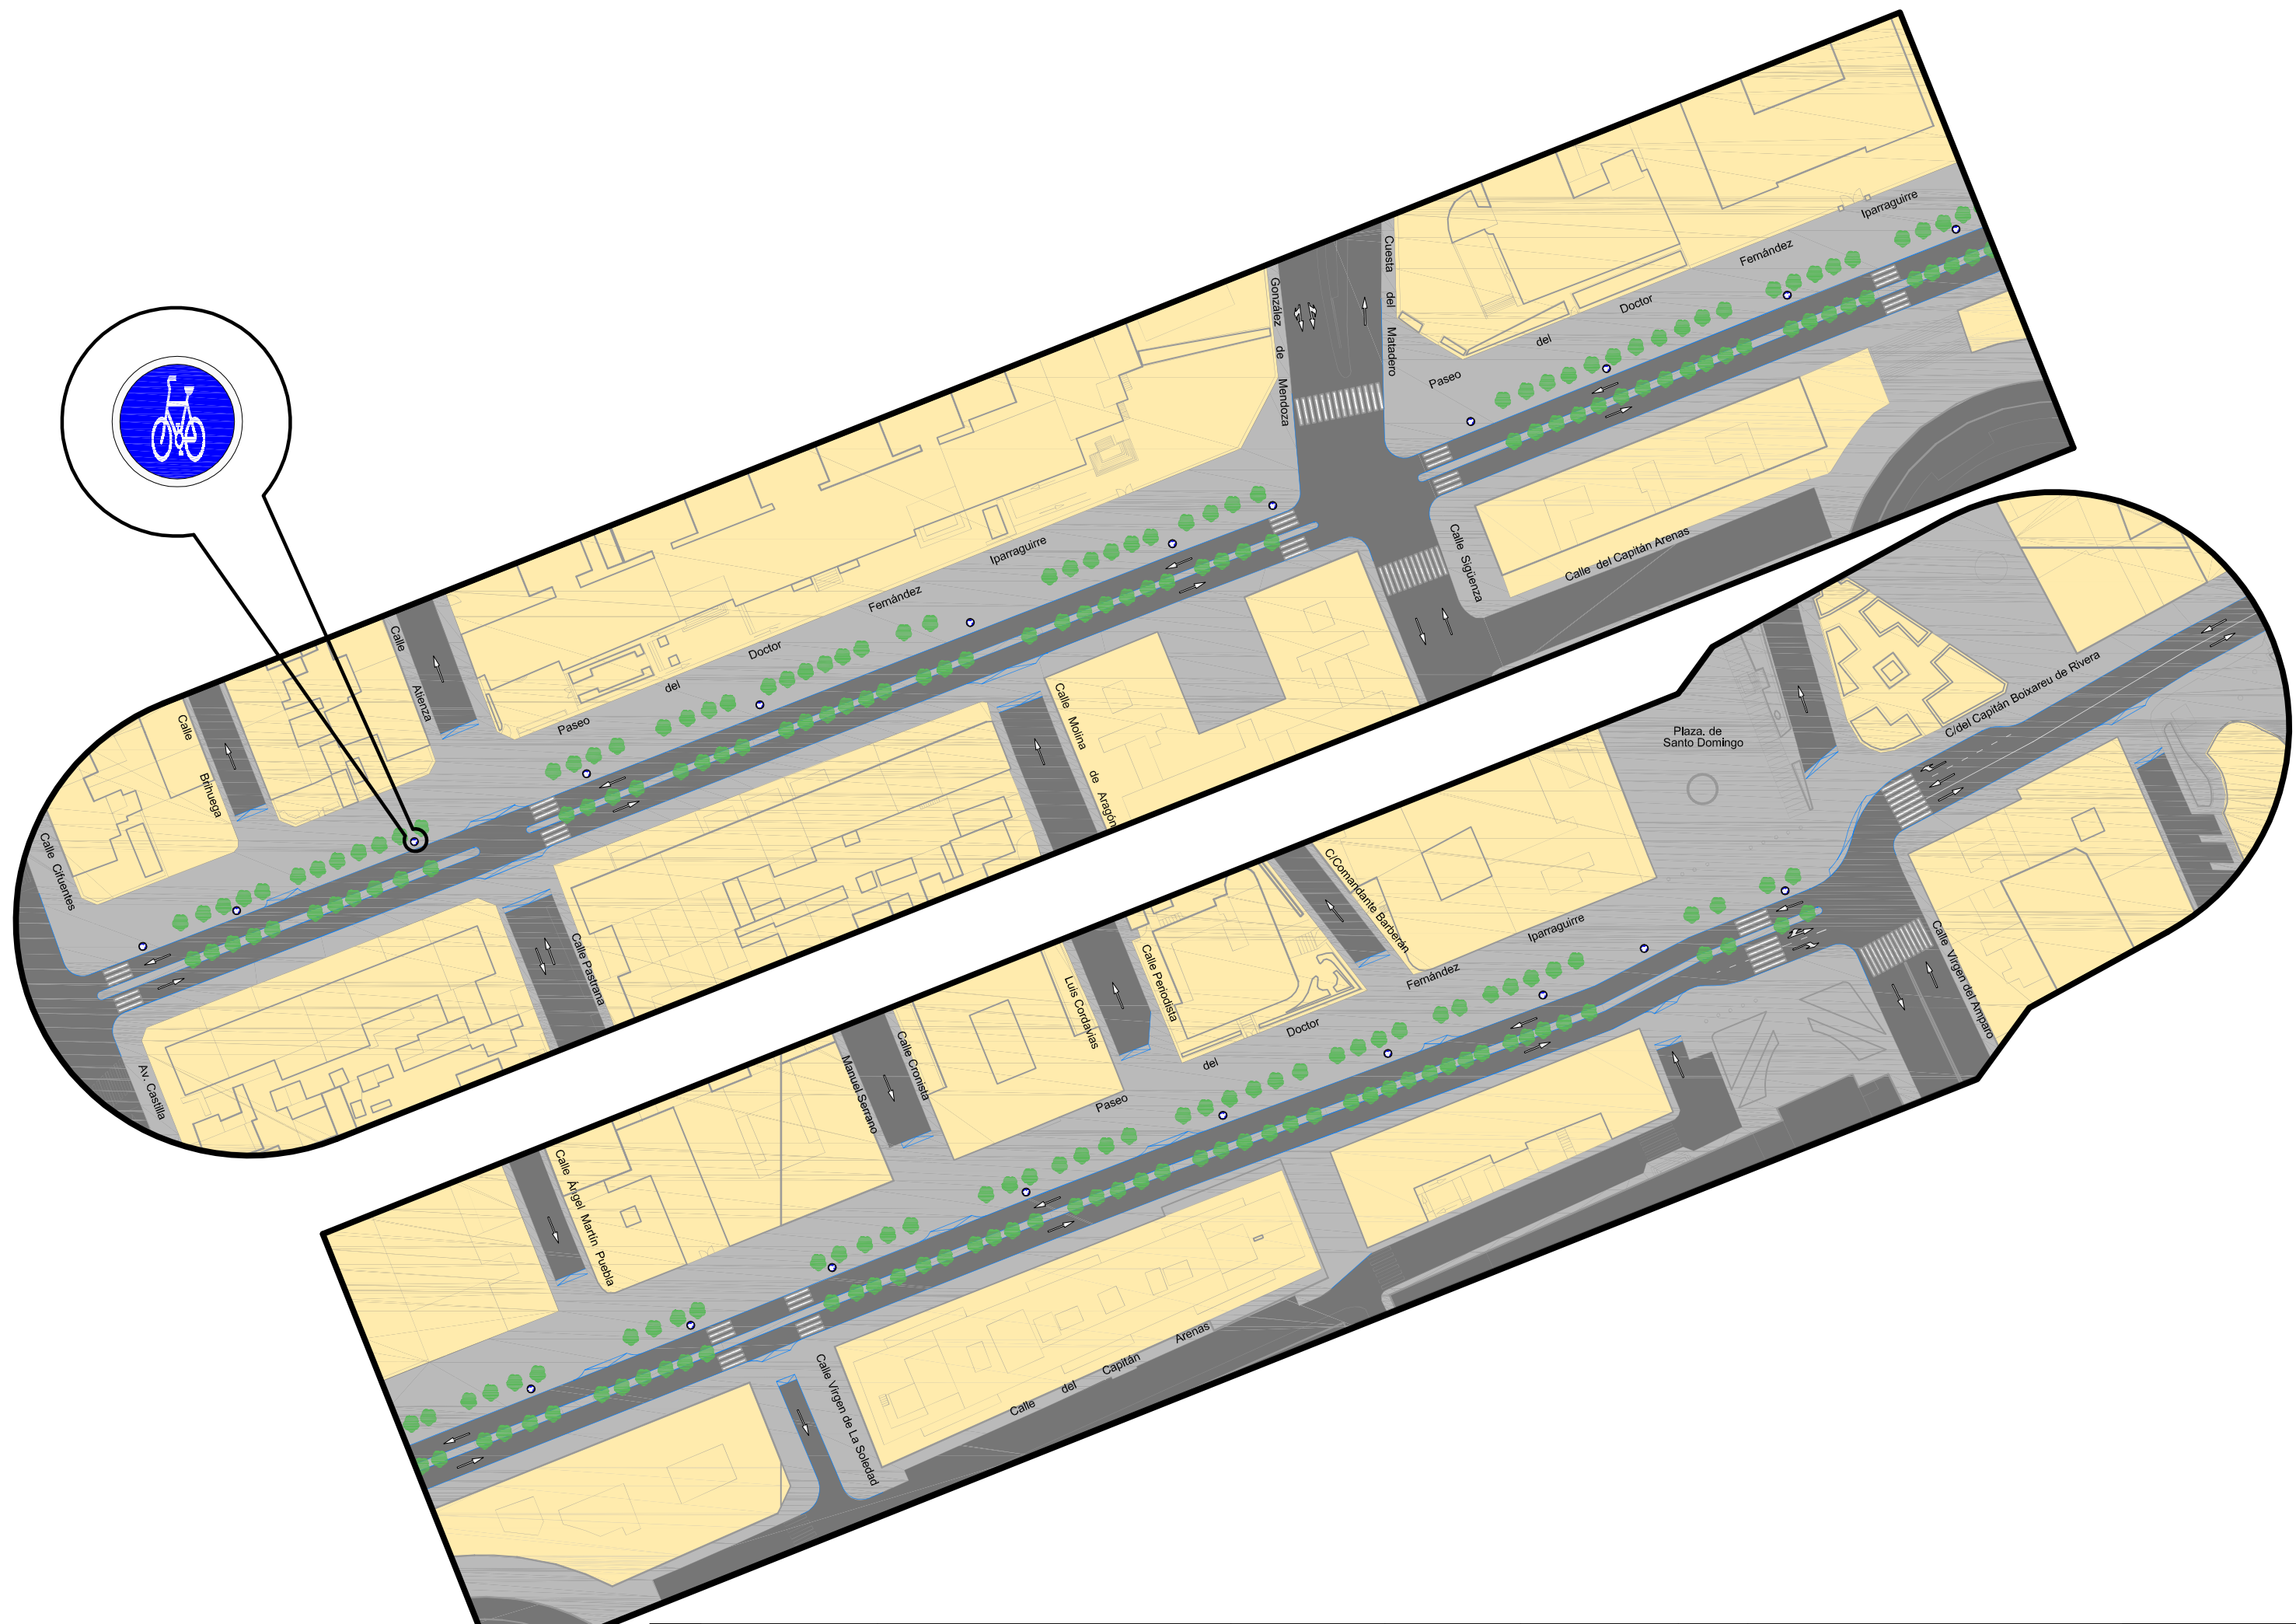 Calle Cifuentes
Calle Brihuega
Calle Atienza
Paseo del Doctor Fernández Iparraguirre
González de Mendoza
Cuesta del Matadero
Paseo del Doctor Fernández Iparraguirre
Av. Castilla
Calle Pastrana
Calle Molina de Aragón
Calle Sigüenza
Calle del Capitán Arenas
Calle Ángel Martín Puebla
Manuel Serrano
Calle Cronista
Luis Cordavias
Calle Periodista
C/Comandante Barberán
Paseo del Doctor Fernández Iparraguirre
Plaza. de
Santo Domingo
C/del Capitán Boixareu de Rivera
Calle Virgen del Amparo
Calle Virgen de La Soledad
Calle del Capitán Arenas